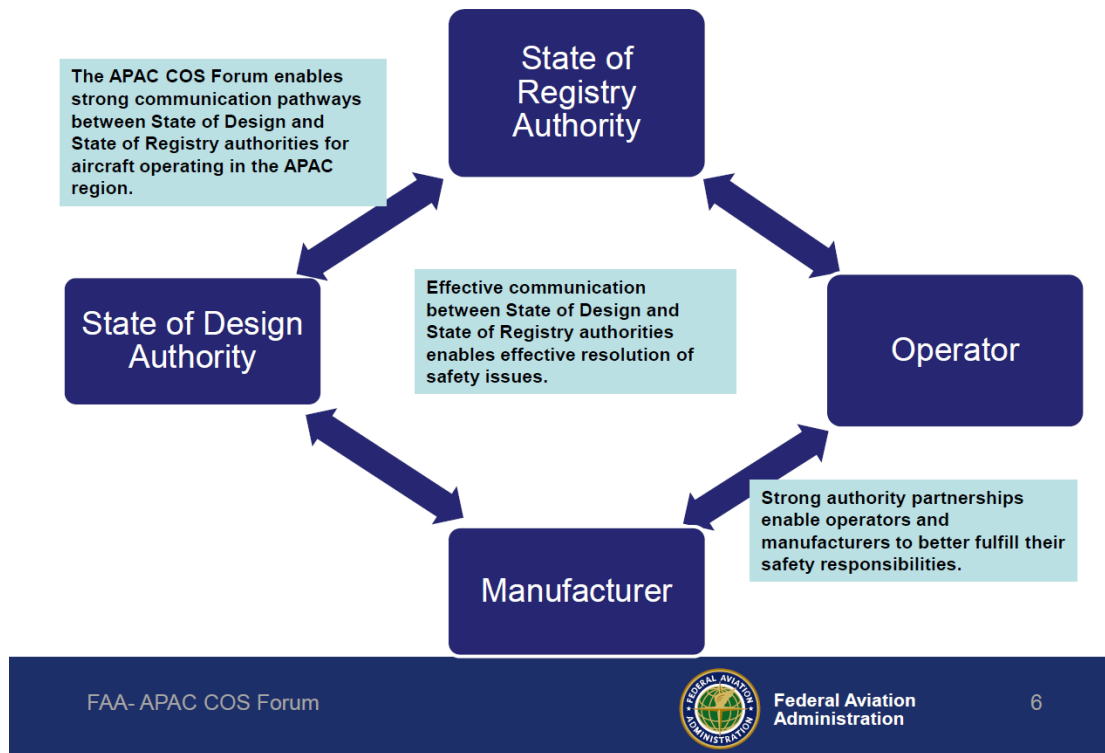 State of
Registry
Authority
The APAC COS Forum enables
strong communication pathways
between State of Design and
State of Registry authorities for
aircraft operating in the APAC
region.
State of Design
Authority
Effective communication
between State of Design and
State of Registry authorities
enables effective resolution of
safety issues.
Operator
Strong authority partnerships
enable operators and
manufacturers to better fulfill their
safety responsibilities.
Manufacturer
FAA- APAC COS Forum
FEDERAL AVIATION
ADMINISTRATION
Federal Aviation
Administration
6